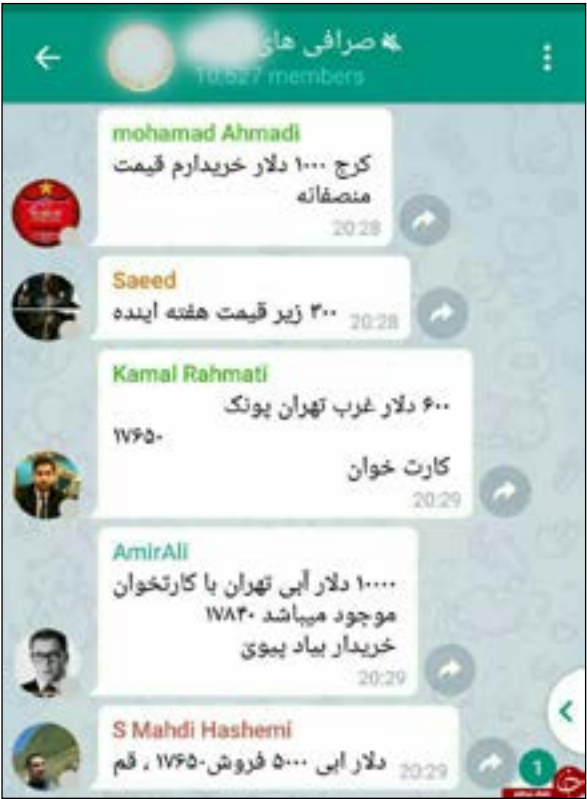 صرافی های
10,527 members
mohamad Ahmadi
کرج ۱۰۰۰ دلار خریدارم قیمت
منصفانه
20:28
Saeed
۳۰۰ زیر قیمت هفته اینده
20:28
Kamal Rahmati
۶۰۰ دلار غرب تهران پونک
۱۷۶۵۰
کارت خوان
20:29
AmirAli
۱۰۰۰۰ دلار آبی تهران با کارتخوان
موجود میباشد ۱۷۸۴۰
خریدار بیاد پیوی
20:29
S Mahdi Hashemi
دلار ابی ۵۰۰۰ فروش۱۷۶۵۰ ، قم
20:29
1